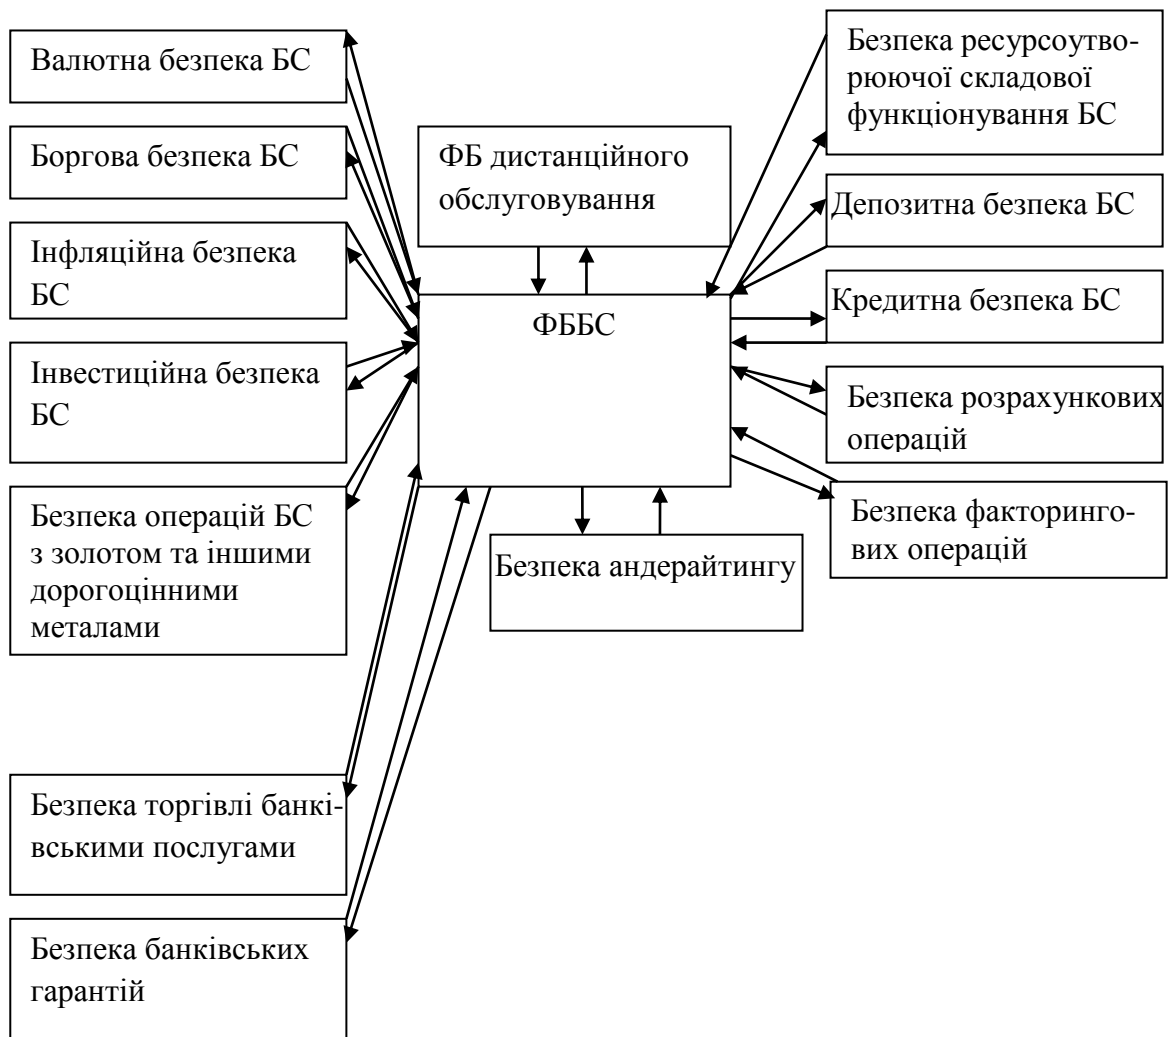 Валютна безпека БС
Боргова безпека БС
Інфляційна безпека
БС
Інвестиційна безпека
БС
Безпека операцій БС
з золотом та іншими
дорогоцінними
металами
Безпека торгівлі банкі-
вськими послугами
Безпека банківських
гарантій
ФБ дистанційного
обслуговування
ФББС
Безпека андерайтингу
Безпека ресурсоутво-
рюючої складової
функціонування БС
Депозитна безпека БС
Кредитна безпека БС
Безпека розрахункових
операцій
Безпека факторинго-
вих операцій